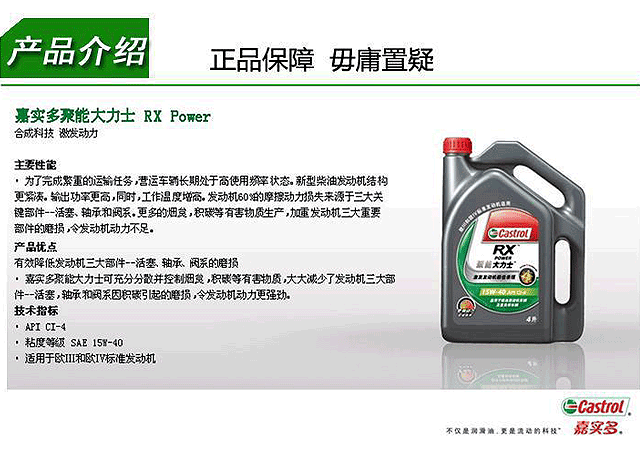 产品介绍
正品保障 毋庸置疑
嘉实多聚能大力士 RX Power
合成科技 激发动力
主要性能
· 为了完成繁重的运输任务,营运车辆长期处于高使用频率状态。新型柴油发动机结构
更紧凑。输出功率更高,同时,工作温度增高。发动机60%的摩擦动力损失来源于三大关
键部件--活塞、轴承和阀系。更多的烟炱,积碳等有害物质生产,加重发动机三大重要
部件的磨损,令发动机动力不足。
产品优点
有效降低发动机三大部件--活塞、轴承、阀系的磨损
· 嘉实多聚能大力士可充分分散并控制烟炱,积碳等有害物质,大大减少了发动机三大部
件--活塞,轴承和阀系因积碳引起的磨损,令发动机动力更强劲。
技术指标
· API CI-4
· 粘度等级 SAE 15W-40
· 适用于欧III和欧IV标准发动机
Castrol
RX
POWER
聚能大力士
15W-40 API CI-4
4升
Castrol
不仅是润滑油,更是流动的科技
嘉实多